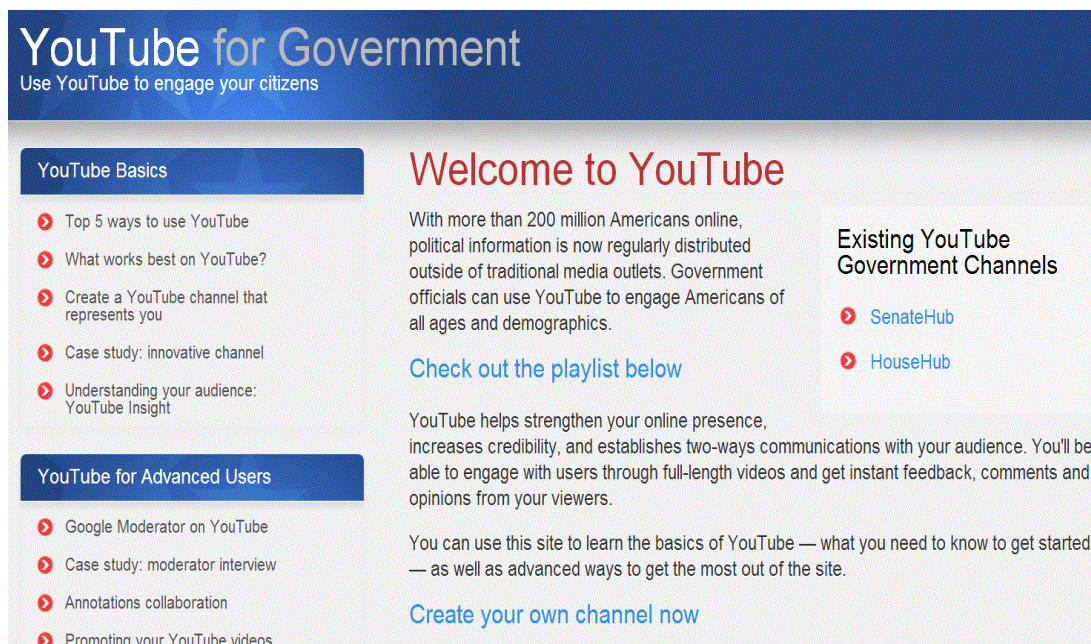 YouTube for Government
Use YouTube to engage your citizens
YouTube Basics
Top 5 ways to use YouTube
What works best on YouTube?
Create a YouTube channel that
represents you
Case study: innovative channel
Understanding your audience:
YouTube Insight
YouTube for Advanced Users
Google Moderator on YouTube
Case study: moderator interview
Annotations collaboration
Promoting your YouTube videos
Welcome to YouTube
With more than 200 million Americans online,
political information is now regularly distributed
outside of traditional media outlets. Government
officials can use YouTube to engage Americans of
all ages and demographics.
Check out the playlist below
Existing YouTube
Government Channels
SenateHub
HouseHub
YouTube helps strengthen your online presence,
increases credibility, and establishes two-ways communications with your audience. You'll be
able to engage with users through full-length videos and get instant feedback, comments and
opinions from your viewers.
You can use this site to learn the basics of YouTube — what you need to know to get started
— as well as advanced ways to get the most out of the site.
Create your own channel now